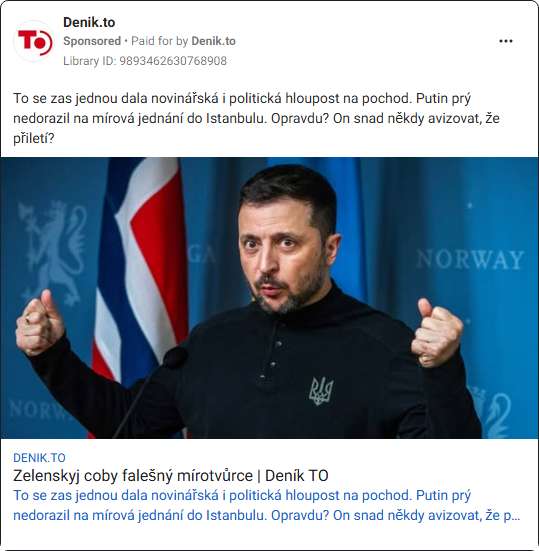 TO
Denik.to
Sponsored • Paid for by Denik.to
Library ID: 9893462630768908
To se zas jednou dala novinářská i politická hloupost na pochod. Putin prý
nedorazil na mírová jednání do Istanbulu. Opravdu? On snad někdy avizovat, že
přiletí?
NORWAY
NORWAY
DENIK.TO
Zelenskyj coby falešný mírotvůrce | Deník TO
To se zas jednou dala novinářská i politická hloupost na pochod. Putin prý
nedorazil na mírová jednání do Istanbulu. Opravdu? On snad někdy avizovat, že p...